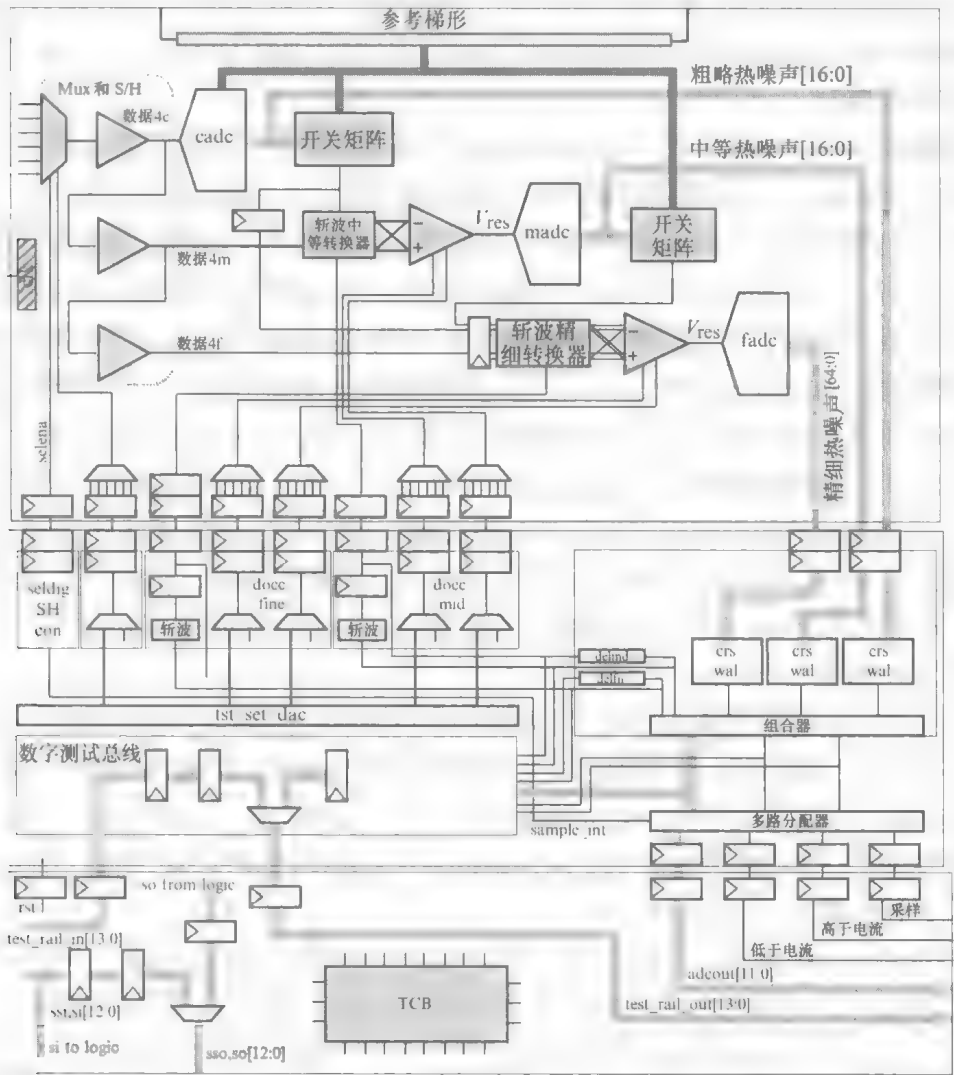 参考梯形
粗略热噪声[16:0]
Mux 和 S/H
数据4c
cadc
开关矩阵
中等热噪声[16:0]
斩波中
等转换器
Vres
madc
开关
矩阵
数据4m
数据4f
斩波精
细转换器
Vres
fadc
精细热噪声[64:0]
selena
seldig
SH
con
docc
fine
docc
mid
斩波
斩波
crs
wal
crs
wal
crs
wal
tst_set_dac
组合器
数字测试总线
sample_int
多路分配器
so from logic
采样
高于电流
test_rail_in[13:0]
低于电流
adcout[11:0]
TCB
test_rail_out[13:0]
ssi,si[12:0]
si to logic
sso,so[12:0]